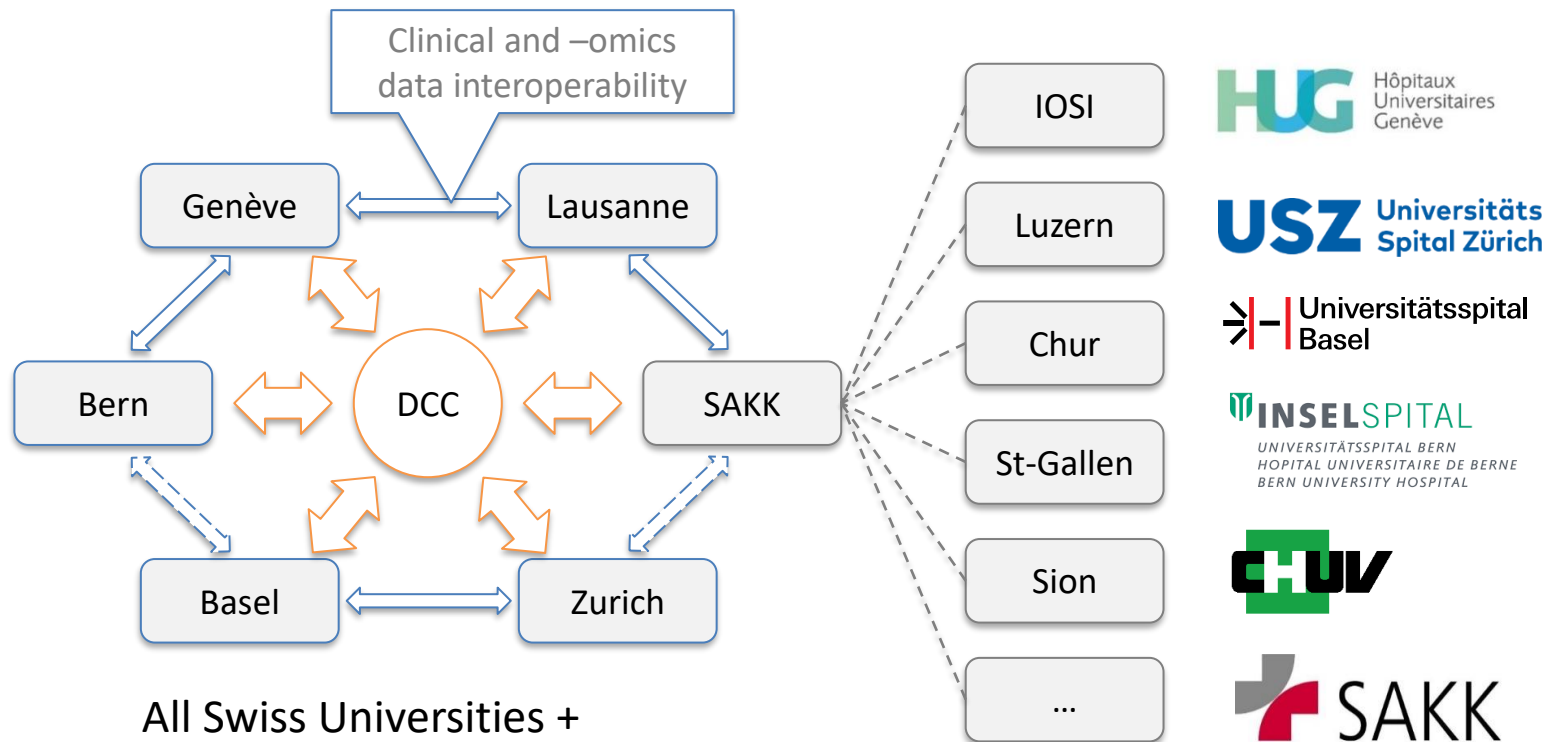 Clinical and –omics
data interoperability
Genève
Lausanne
Bern
DCC
SAKK
Basel
Zurich
All Swiss Universities +
IOSI
Luzern
Chur
St-Gallen
Sion
...
HUG
Hôpitaux
Universitaires
Genève
USZ
Universitäts
Spital Zürich
Universitätsspital
Basel
INSELSPITAL
UNIVERSITÄTSSPITAL BERN
HOPITAL UNIVERSITAIRE DE BERNE
BERN UNIVERSITY HOSPITAL
CHUV
SAKK